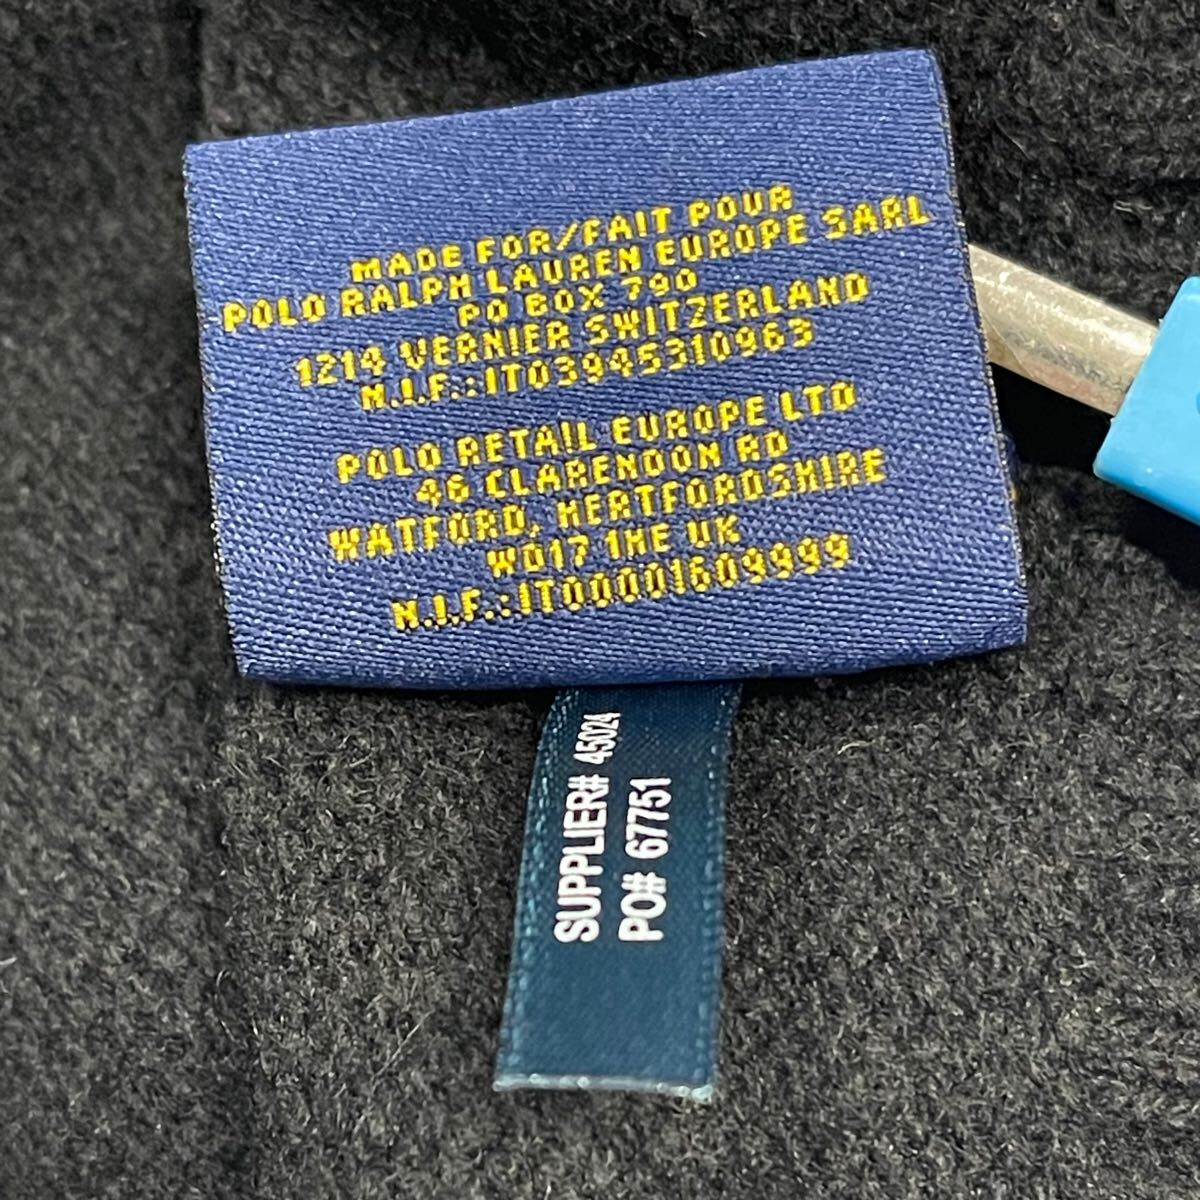 MADE FOR/FAIT POUR
POLO RALPH LAUREN EUROPE SARL
PO BOX 790
1214 VERNIER SWITZERLAND
N.I.F.:IT03945310963
POLO RETAIL EUROPE LTD
46 CLARENDON RD
WATFORD, HERTFORDSHIRE
WD17 1HE UK
N.I.F.:IT00001609999
SUPPLIER# 45024
PO# 67751